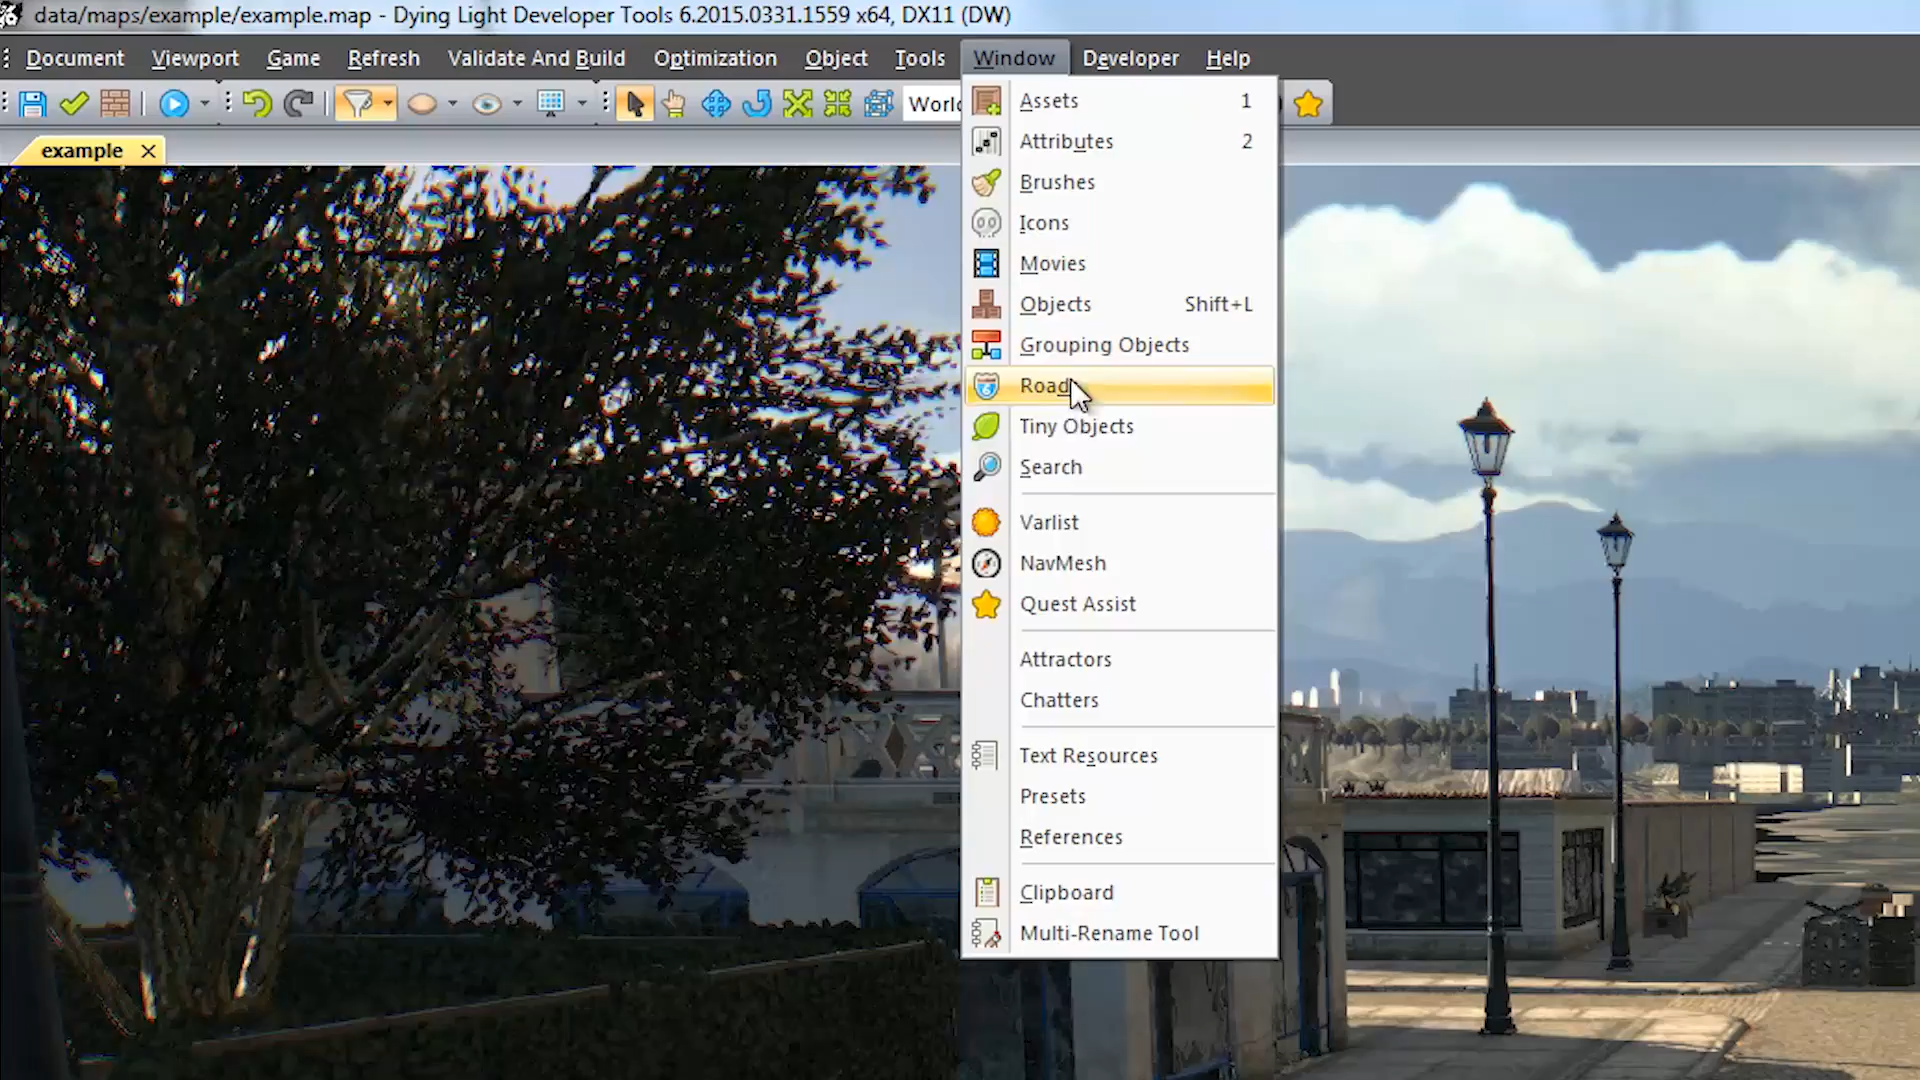 data/maps/example/example.map - Dying Light Developer Tools 6.2015.0331.1559 x64, DX11 (DW)
Document Viewport Game Refresh Validate And Build Optimization Object Tools Window Developer Help
example
Assets 1
Attributes 2
Brushes
Icons
Movies
Objects Shift+L
Grouping Objects
Road
Tiny Objects
Search
Varlist
NavMesh
Quest Assist
Attractors
Chatters
Text Resources
Presets
References
Clipboard
Multi-Rename Tool